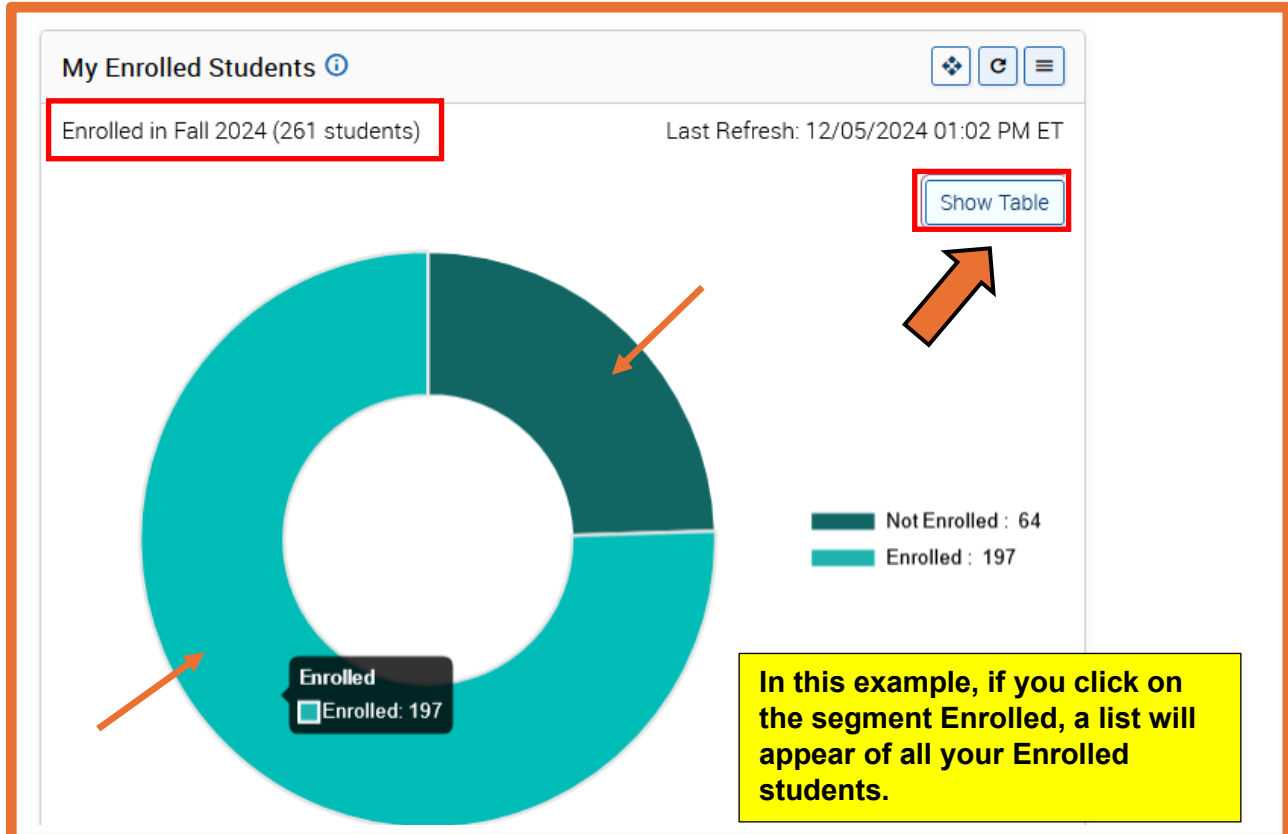 My Enrolled Students
Enrolled in Fall 2024 (261 students)
Last Refresh: 12/05/2024 01:02 PM ET
Show Table
Not Enrolled : 64
Enrolled : 197
Enrolled
Enrolled: 197
In this example, if you click on
the segment Enrolled, a list will
appear of all your Enrolled
students.